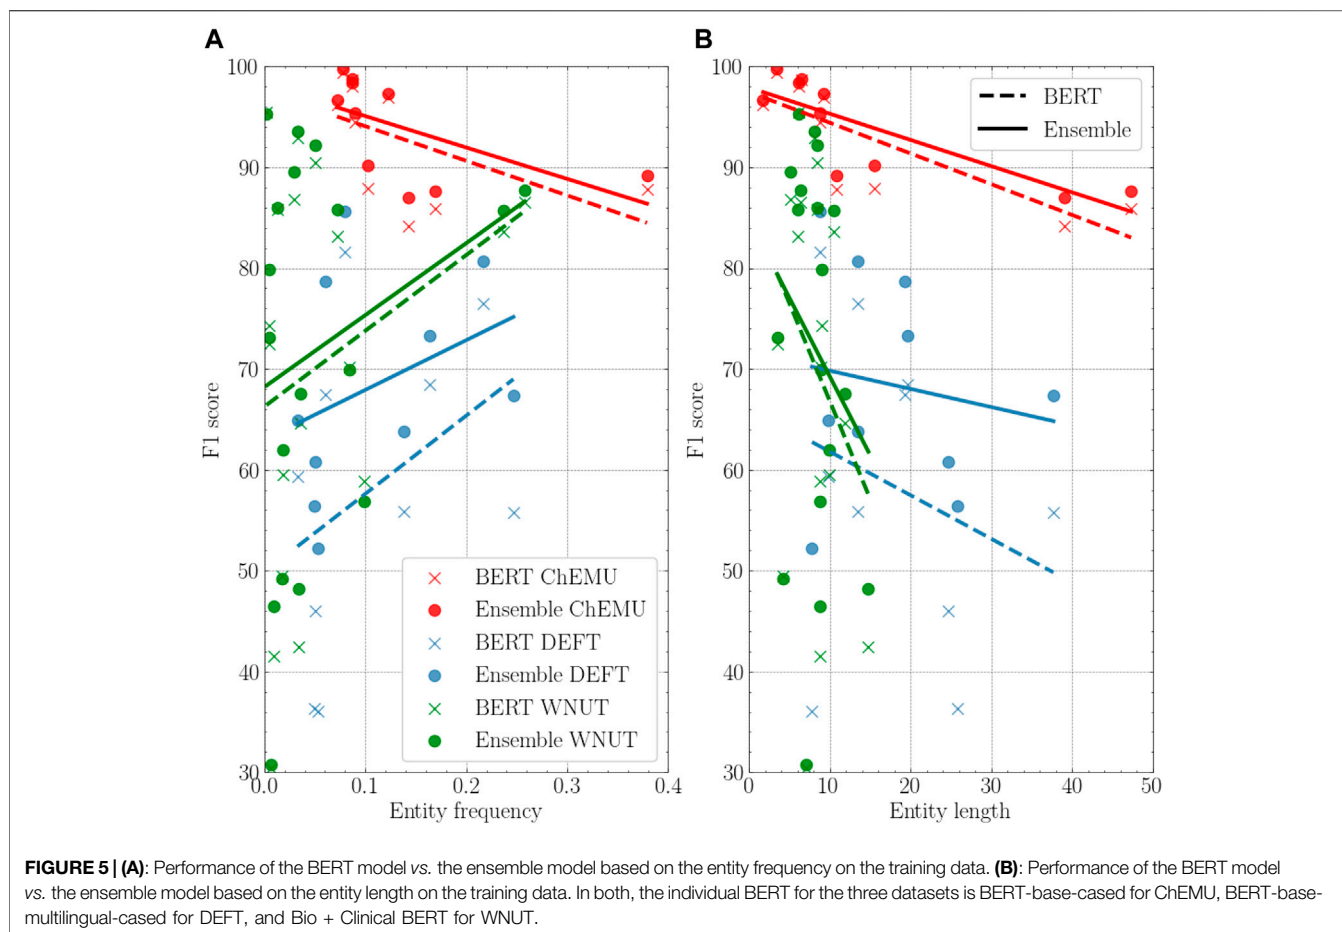 A
B
100
90
80
70
60
50
40
30
F1 score
0.0
0.1
0.2
0.3
0.4
Entity frequency
BERT ChEMU
Ensemble ChEMU
BERT DEFT
Ensemble DEFT
BERT WNUT
Ensemble WNUT
100
90
80
70
60
50
40
30
F1 score
0
10
20
30
40
50
Entity length
BERT
Ensemble
FIGURE 5 | (A): Performance of the BERT model vs. the ensemble model based on the entity frequency on the training data. (B): Performance of the BERT model
vs. the ensemble model based on the entity length on the training data. In both, the individual BERT for the three datasets is BERT-base-cased for ChEMU, BERT-base-
multilingual-cased for DEFT, and Bio + Clinical BERT for WNUT.